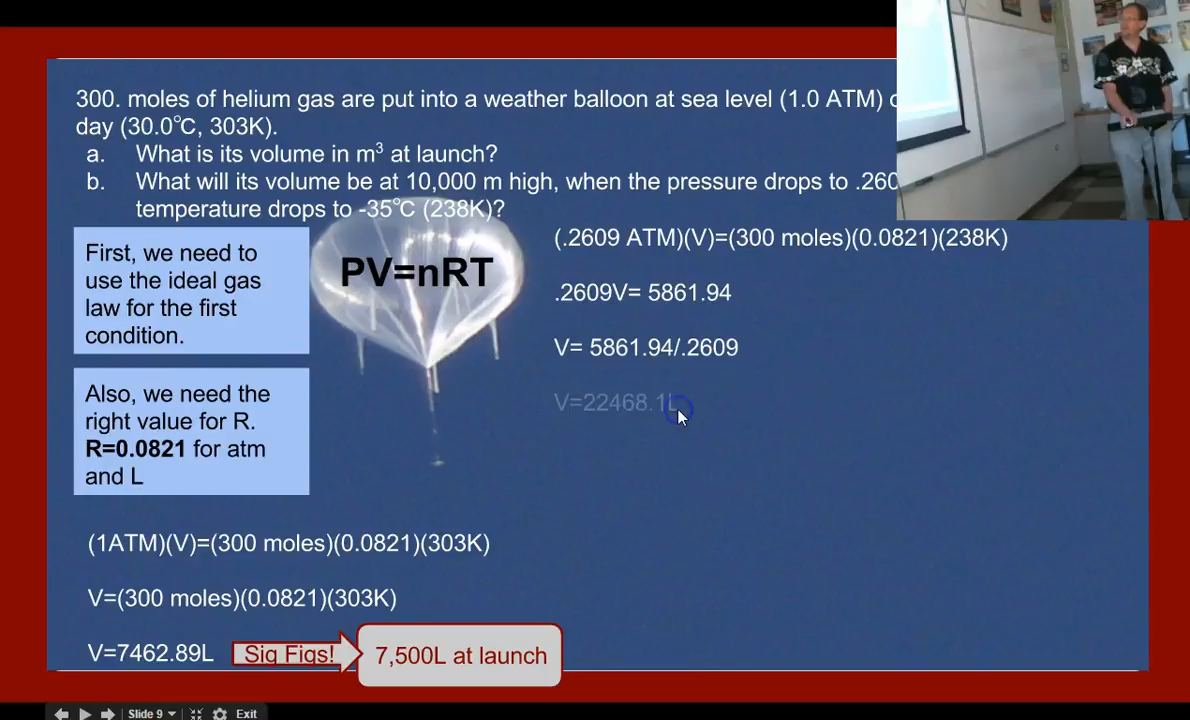 300. moles of helium gas are put into a weather balloon at sea level (1.0 ATM)
day (30.0°C, 303K).
a. What is its volume in m³ at launch?
b. What will its volume be at 10,000 m high, when the pressure drops to .260
temperature drops to -35°C (238K)?
First, we need to
use the ideal gas
law for the first
condition.
PV=nRT
Also, we need the
right value for R.
R=0.0821 for atm
and L
(.2609 ATM)(V)=(300 moles)(0.0821)(238K)
.2609V= 5861.94
V= 5861.94/.2609
V=22468.1L
(1ATM)(V)=(300 moles)(0.0821)(303K)
V=(300 moles)(0.0821)(303K)
V=7462.89L
Sig Figs!
7,500L at launch
Slide 9
Exit